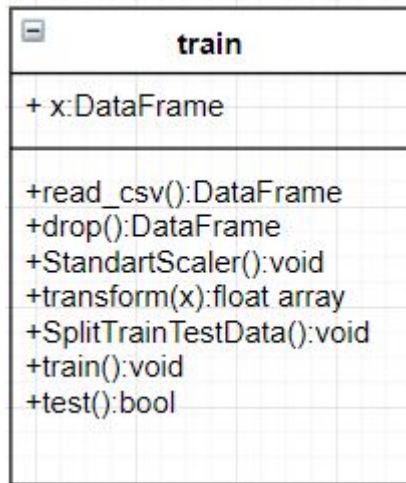 train
+ x:DataFrame
+read_csv():DataFrame
+drop():DataFrame
+StandartScaler():void
+transform(x):float array
+SplitTrainTestData():void
+train():void
+test():bool